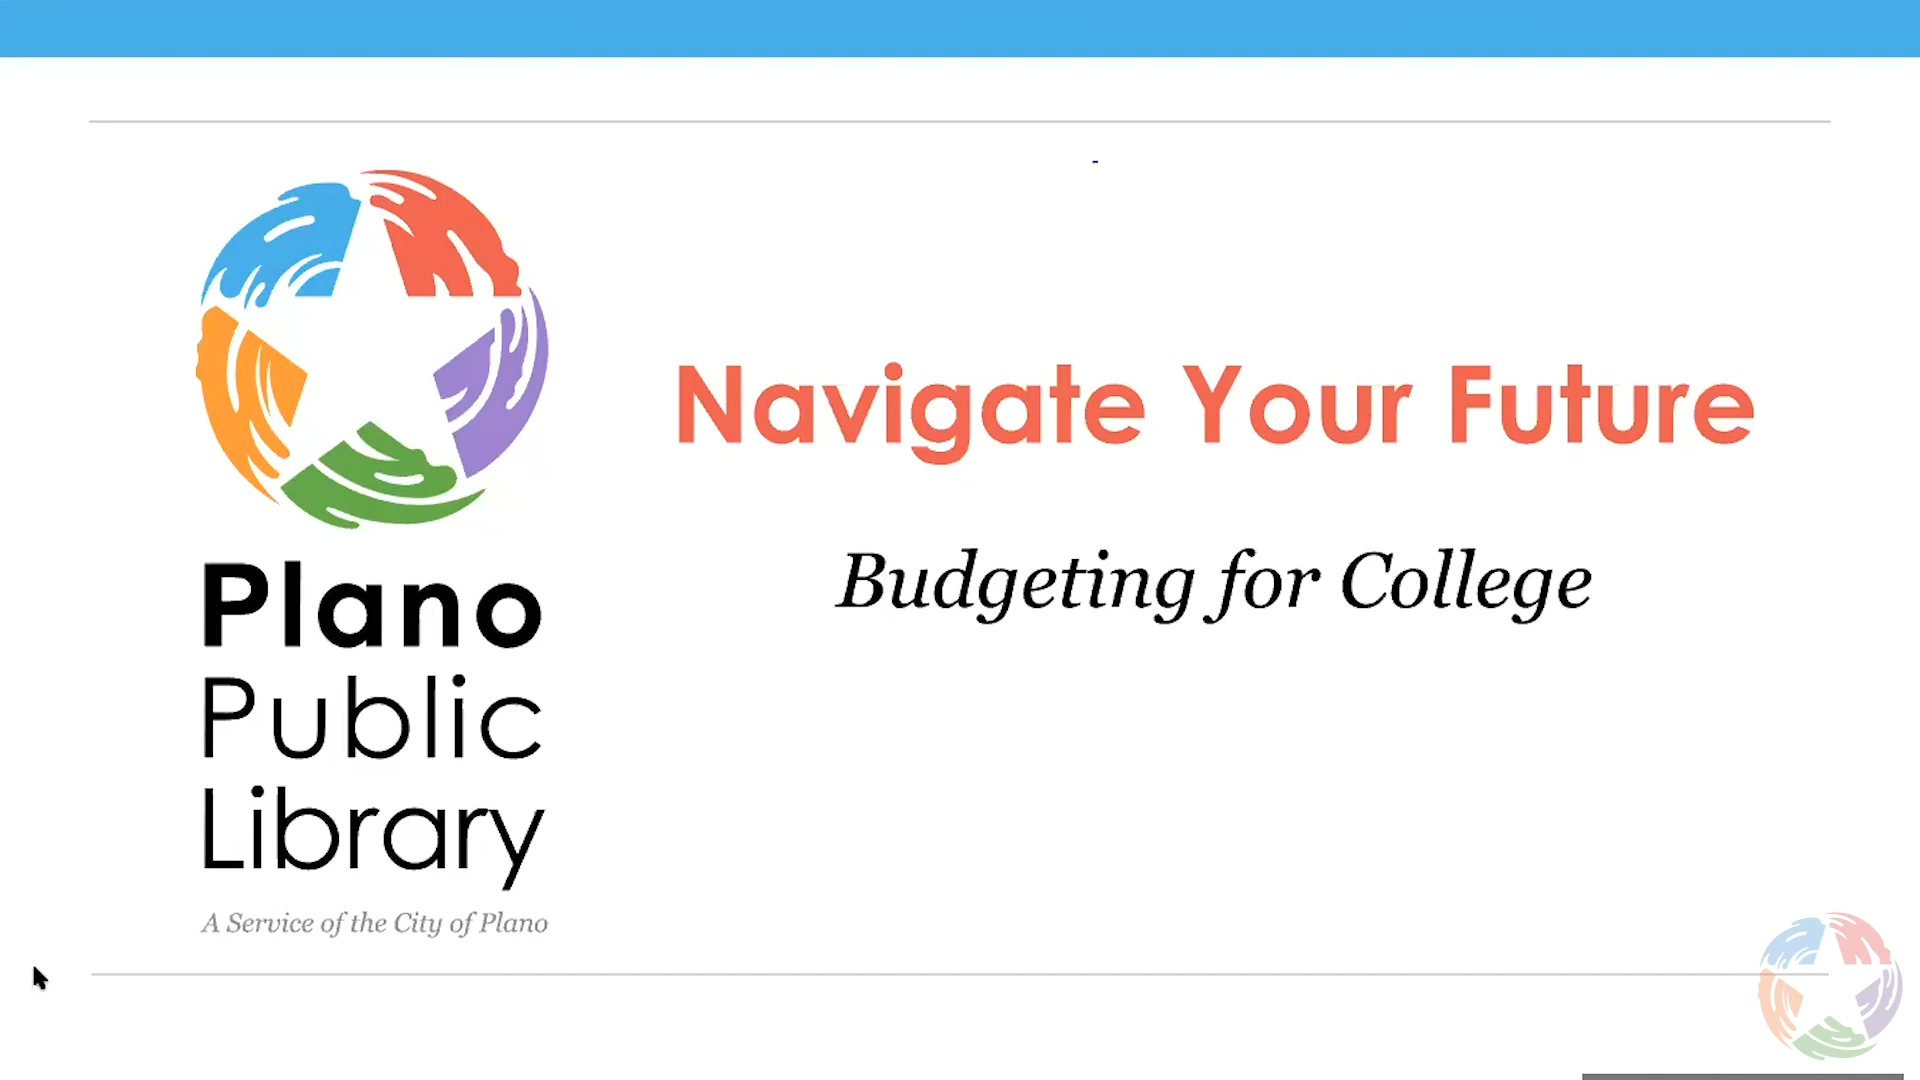 Navigate Your Future
Budgeting for College
Plano
Public
Library
A Service of the City of Plano